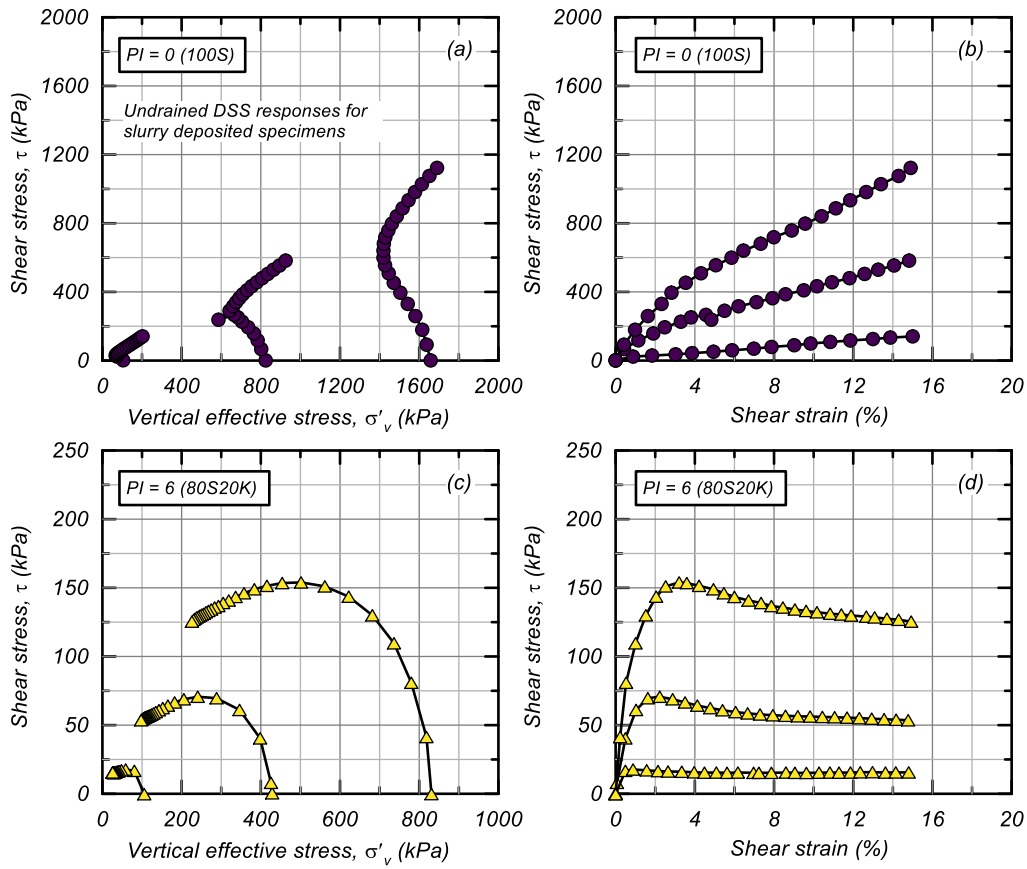 2000
1600
1200
800
400
0
Shear stress, τ (kPa)
PI = 0 (100S)
(a)
Undrained DSS responses for
slurry deposited specimens
0 400 800 1200 1600 2000
Vertical effective stress, σ′v (kPa)
2000
1600
1200
800
400
0
Shear stress, τ (kPa)
PI = 0 (100S)
(b)
0 4 8 12 16 20
Shear strain (%)
250
200
150
100
50
0
Shear stress, τ (kPa)
PI = 6 (80S20K)
(c)
0 200 400 600 800 1000
Vertical effective stress, σ′v (kPa)
250
200
150
100
50
0
Shear stress, τ (kPa)
PI = 6 (80S20K)
(d)
0 4 8 12 16 20
Shear strain (%)